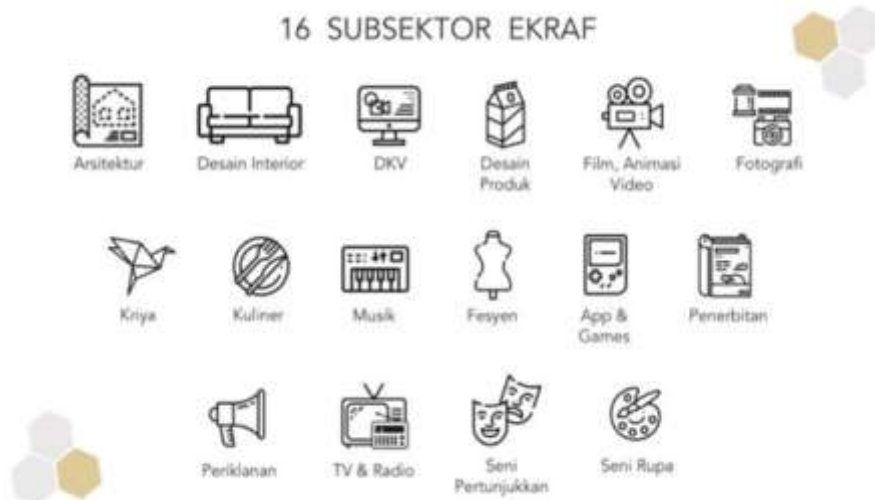 16 SUBSEKTOR EKRAF
Arsitektur
Desain Interior
DKV
Desain
Produk
Film, Animasi
Video
Fotografi
Kriya
Kuliner
Musik
Fesyen
App &
Games
Penerbitan
Periklanan
TV & Radio
Seni
Pertunjukkan
Seni Rupa